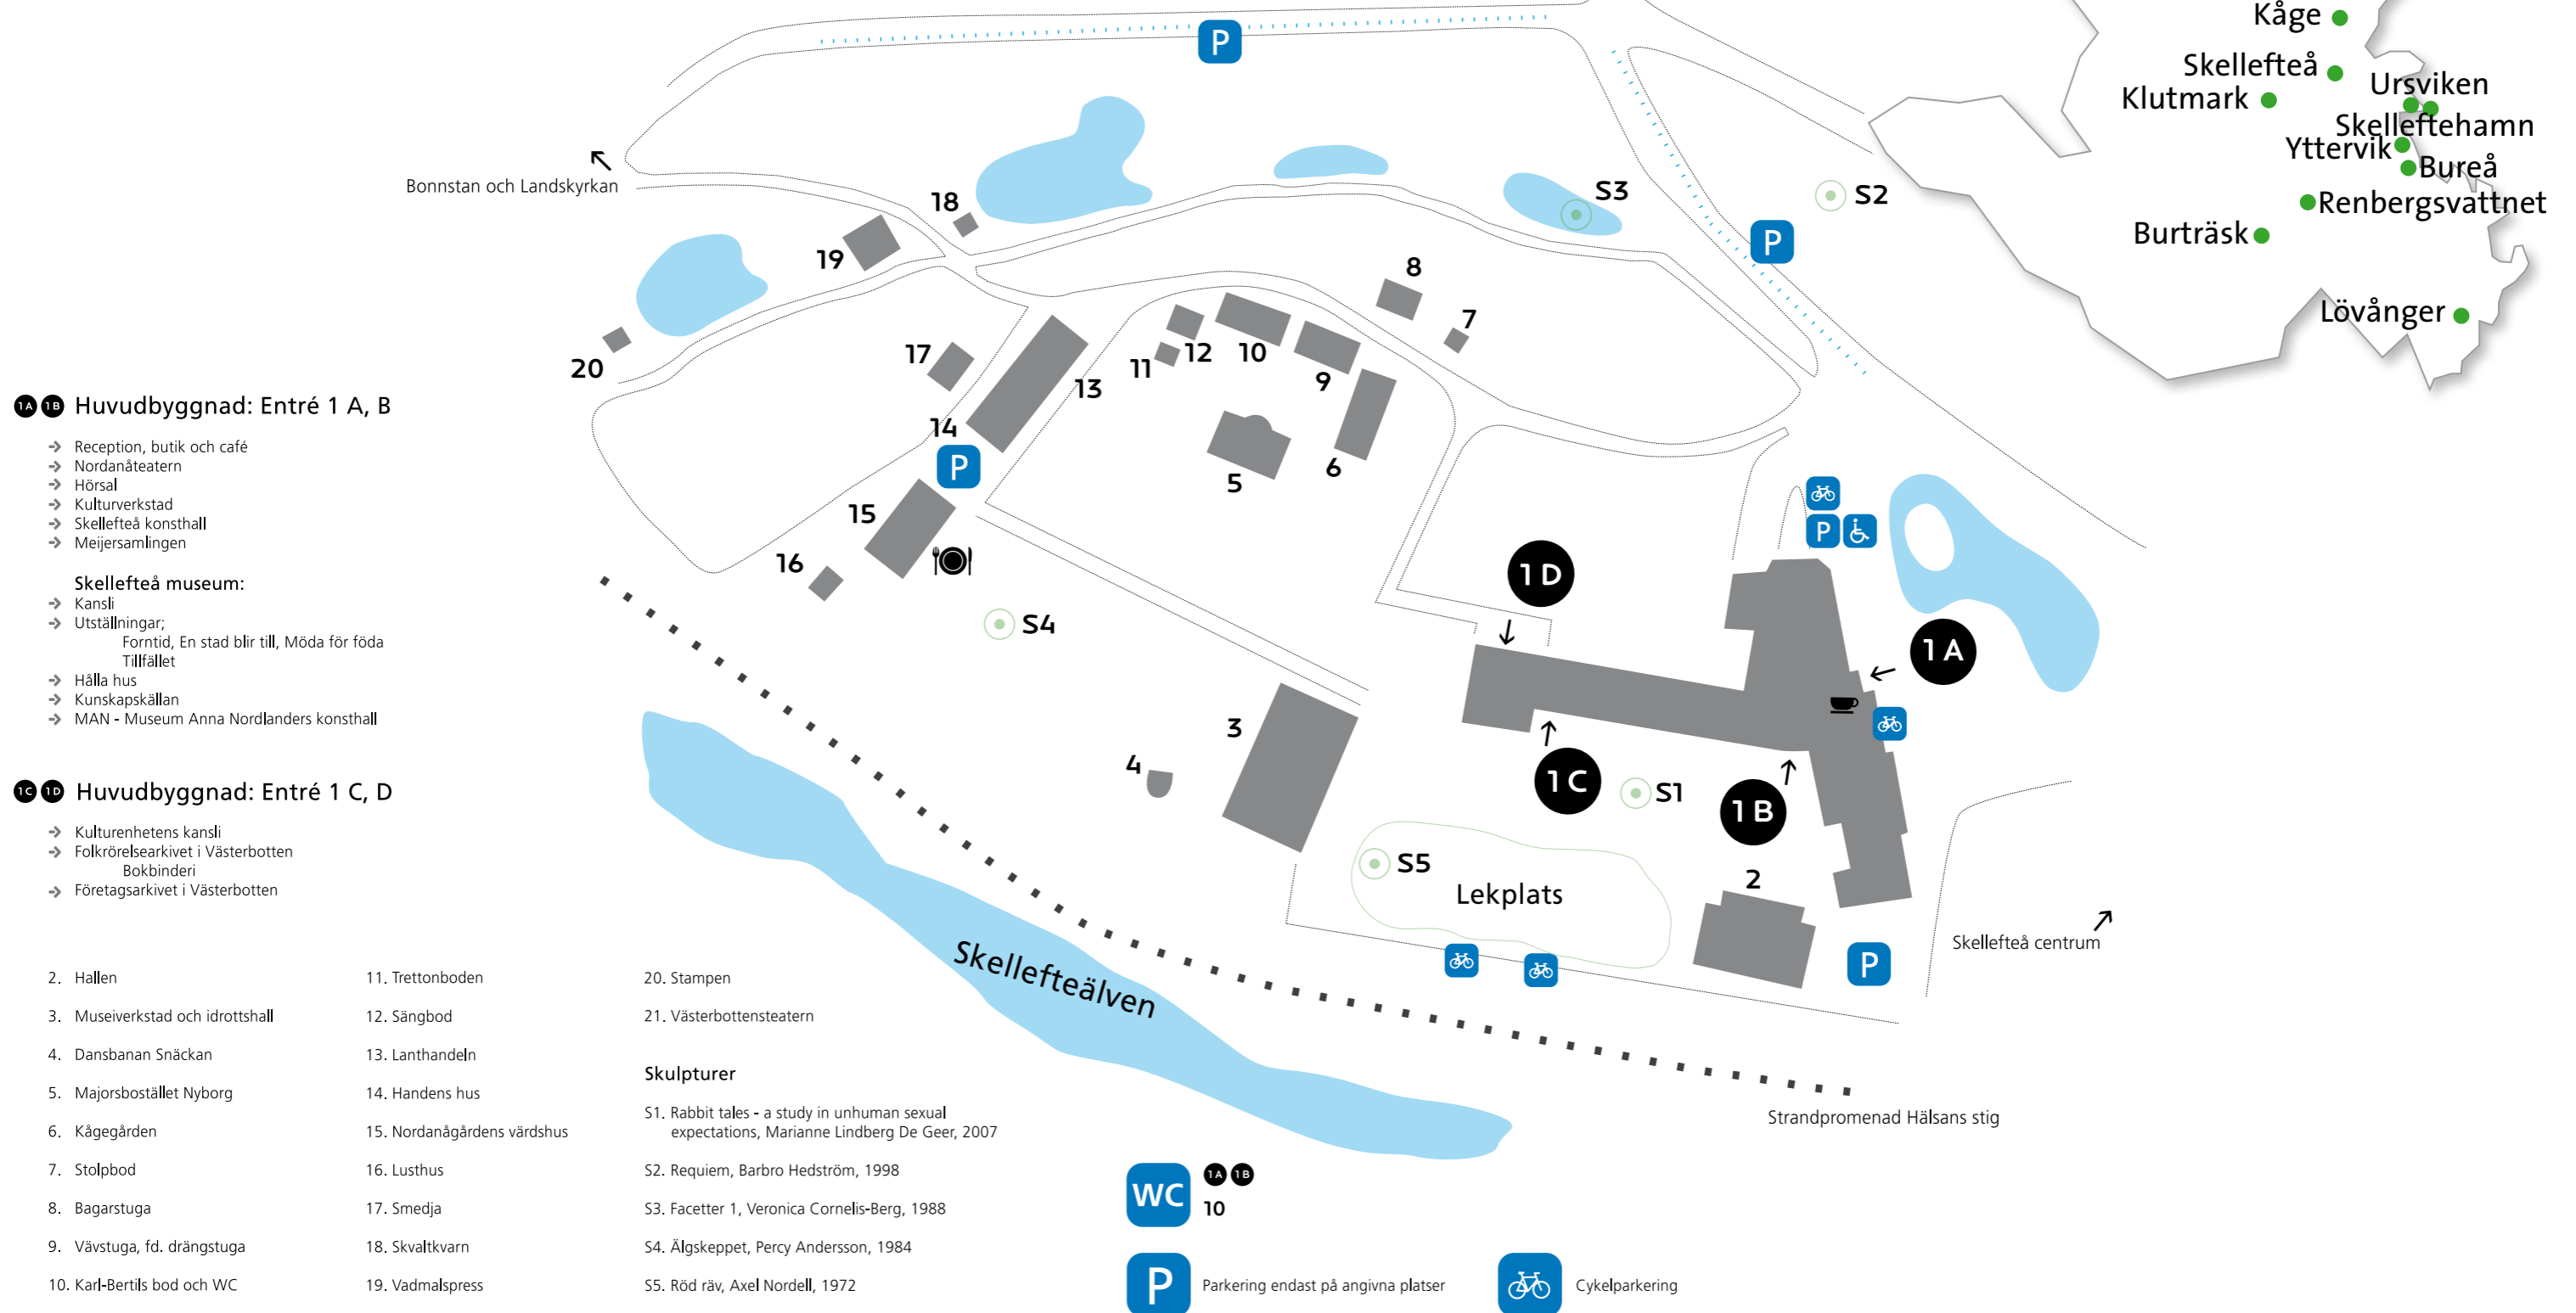 Kåge
Skellefteå
Ursviken
Klutmark
Skelleftehamn
Yttervik
Bureå
Renbergsvattnet
Burträsk
Lövånger
P
Bonnstan och Landskyrkan
18
19
S3
S2
P
8
7
20
17
12
10
11
9
13
14
P
5
6
15
16
S4
P
1 D
1 A
3
4
1 C
S1
1 B
S5
Lekplats
2
P
Skellefteå centrum
Skellefteälven
Strandpromenad Hälsans stig
1A 1B Huvudbyggnad: Entré 1 A, B
Reception, butik och café
Nordanåteatern
Hörsal
Kulturverkstad
Skellefteå konsthall
Meijersamlingen
Skellefteå museum:
Kansli
Utställningar;
Forntid, En stad blir till, Möda för föda
Tillfället
Hålla hus
Kunskapskällan
MAN - Museum Anna Nordlanders konsthall
1C 1D Huvudbyggnad: Entré 1 C, D
Kulturenhetens kansli
Folkrörelsearkivet i Västerbotten
Bokbinderi
Företagsarkivet i Västerbotten
2. Hallen
3. Museiverkstad och idrottshall
4. Dansbanan Snäckan
5. Majorsbostället Nyborg
6. Kågegården
7. Stolpbod
8. Bagarstuga
9. Vävstuga, fd. drängstuga
10. Karl-Bertils bod och WC
11. Trettonboden
12. Sängbod
13. Lanthandeln
14. Handens hus
15. Nordanågårdens värdshus
16. Lusthus
17. Smedja
18. Skvaltkvarn
19. Vadmalspress
20. Stampen
21. Västerbottensteatern
Skulpturer
S1. Rabbit tales - a study in unhuman sexual
expectations, Marianne Lindberg De Geer, 2007
S2. Requiem, Barbro Hedström, 1998
S3. Facetter 1, Veronica Cornelis-Berg, 1988
S4. Älgskeppet, Percy Andersson, 1984
S5. Röd räv, Axel Nordell, 1972
WC 1A 1B
10
P Parkering endast på angivna platser
Cykelparkering